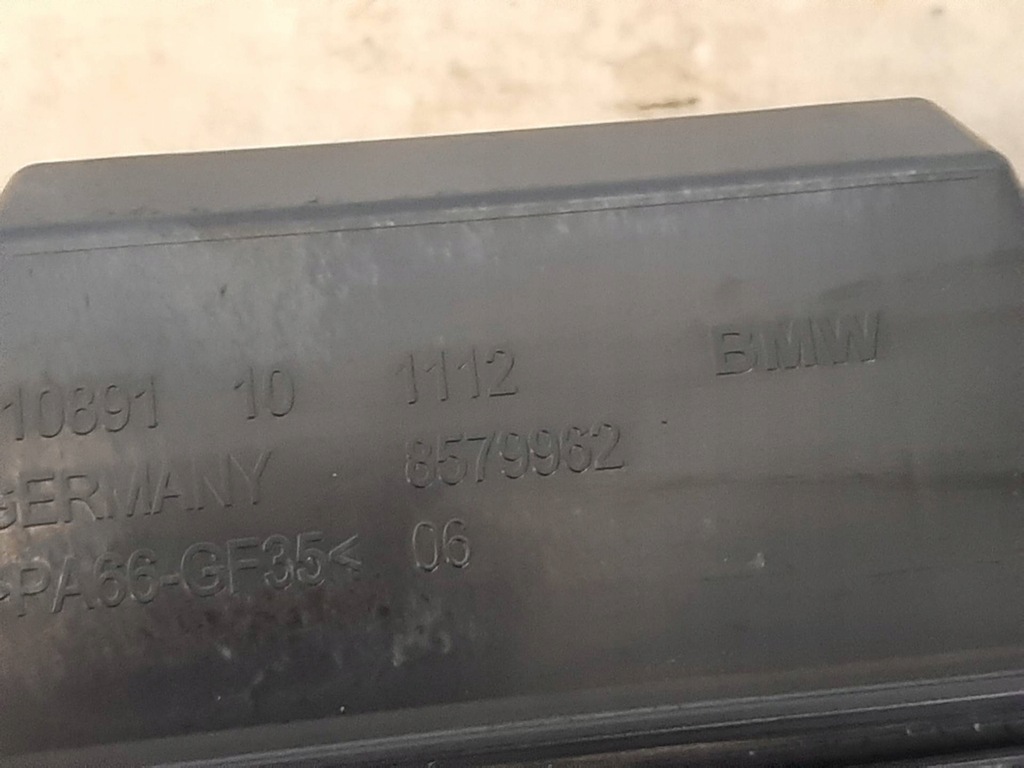 10891 10 1112 BMW
GERMANY 8579962
>PA66-GF35< 06